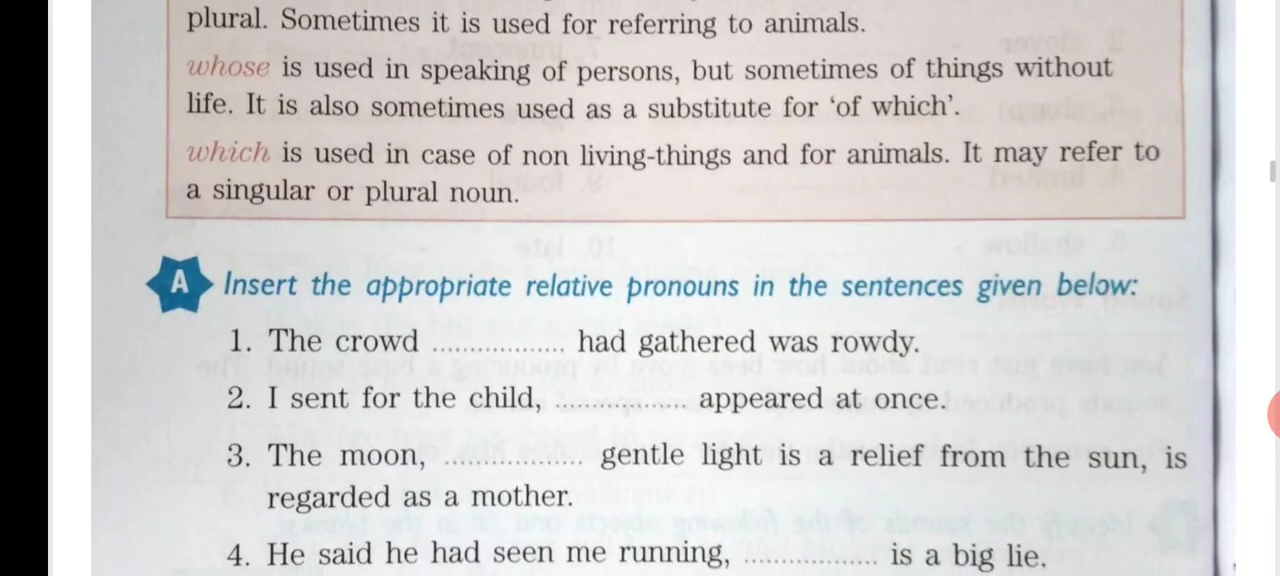 plural. Sometimes it is used for referring to animals.
whose is used in speaking of persons, but sometimes of things without
life. It is also sometimes used as a substitute for ‘of which’.
which is used in case of non living-things and for animals. It may refer to
a singular or plural noun.
A Insert the appropriate relative pronouns in the sentences given below:
1. The crowd .................. had gathered was rowdy.
2. I sent for the child, .................. appeared at once.
3. The moon, .................. gentle light is a relief from the sun, is
regarded as a mother.
4. He said he had seen me running, .................. is a big lie.